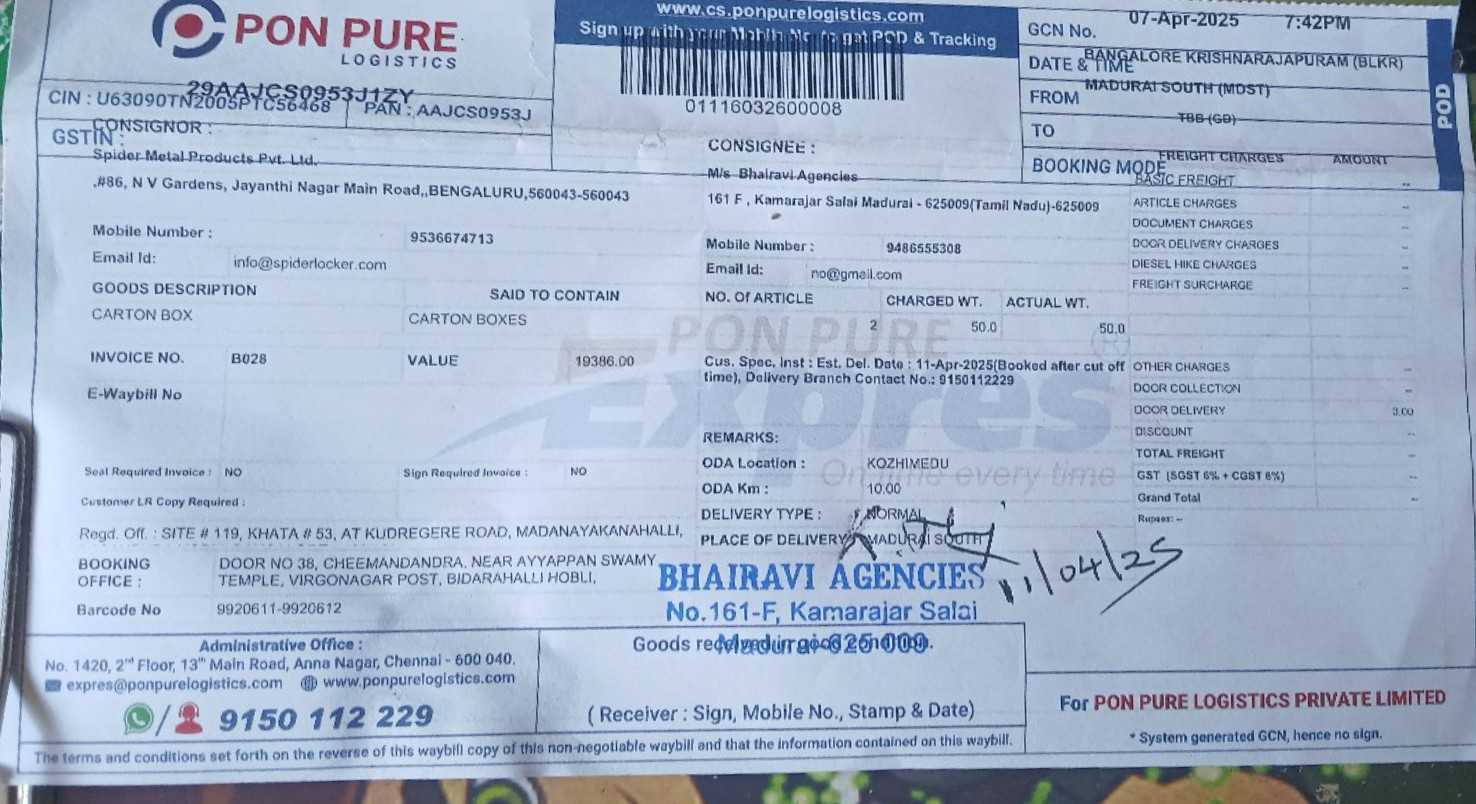 PON PURE
LOGISTICS
www.cs.ponpurelogistics.com
Sign up with your Mobile No. to get POD & Tracking
01116032600008
GCN No.
07-Apr-2025 7:42PM
DATE & TIME
BANGALORE KRISHNARAJAPURAM (BLKR)
FROM
MADURAI SOUTH (MDST)
TO
TBB (GD)
BOOKING MODE
POD
29AAJCS0953J1ZY
CIN : U63090TN2005PTC56468 PAN : AAJCS0953J
GSTIN :
CONSIGNOR :
Spider Metal Products Pvt. Ltd.
,#86, N V Gardens, Jayanthi Nagar Main Road,,BENGALURU,560043-560043
Mobile Number : 9536674713
Email Id: info@spiderlocker.com
CONSIGNEE :
M/s Bhairavi Agencies
161 F , Kamarajar Salai Madurai - 625009(Tamil Nadu)-625009
Mobile Number : 9486555308
Email Id: no@gmail.com
FREIGHT CHARGES AMOUNT
BASIC FREIGHT --
ARTICLE CHARGES --
DOCUMENT CHARGES --
DOOR DELIVERY CHARGES --
DIESEL HIKE CHARGES --
FREIGHT SURCHARGE --
GOODS DESCRIPTION SAID TO CONTAIN NO. Of ARTICLE CHARGED WT. ACTUAL WT.
CARTON BOX CARTON BOXES 2 50.0 50.0
PON PURE
Expres
On time every time
INVOICE NO. B028 VALUE 19386.00
E-Waybill No
Cus. Spec. Inst : Est. Del. Date : 11-Apr-2025(Booked after cut off
time), Delivery Branch Contact No.: 9150112229
OTHER CHARGES --
DOOR COLLECTION --
DOOR DELIVERY 3.00
DISCOUNT --
TOTAL FREIGHT --
GST (SGST 6% + CGST 6%) --
Grand Total --
Rupees: --
REMARKS:
ODA Location : KOZHIMEDU
ODA Km : 10.00
DELIVERY TYPE : NORMAL
PLACE OF DELIVERY MADURAI SOUTH
Seal Required Invoice : NO Sign Required Invoice : NO
Customer LR Copy Required :
Regd. Off. : SITE # 119, KHATA # 53, AT KUDREGERE ROAD, MADANAYAKANAHALLI,
BOOKING OFFICE : DOOR NO 38, CHEEMANDANDRA, NEAR AYYAPPAN SWAMY
TEMPLE, VIRGONAGAR POST, BIDARAHALLI HOBLI,
Barcode No 9920611-9920612
11/04/25
BHAIRAVI AGENCIES
No.161-F, Kamarajar Salai
Madurai-625 009.
Goods received in good condition.
( Receiver : Sign, Mobile No., Stamp & Date)
Administrative Office :
No. 1420, 2nd Floor, 13th Main Road, Anna Nagar, Chennai - 600 040.
expres@ponpurelogistics.com www.ponpurelogistics.com
9150 112 229
For PON PURE LOGISTICS PRIVATE LIMITED
* System generated GCN, hence no sign.
The terms and conditions set forth on the reverse of this waybill copy of this non-negotiable waybill and that the information contained on this waybill.